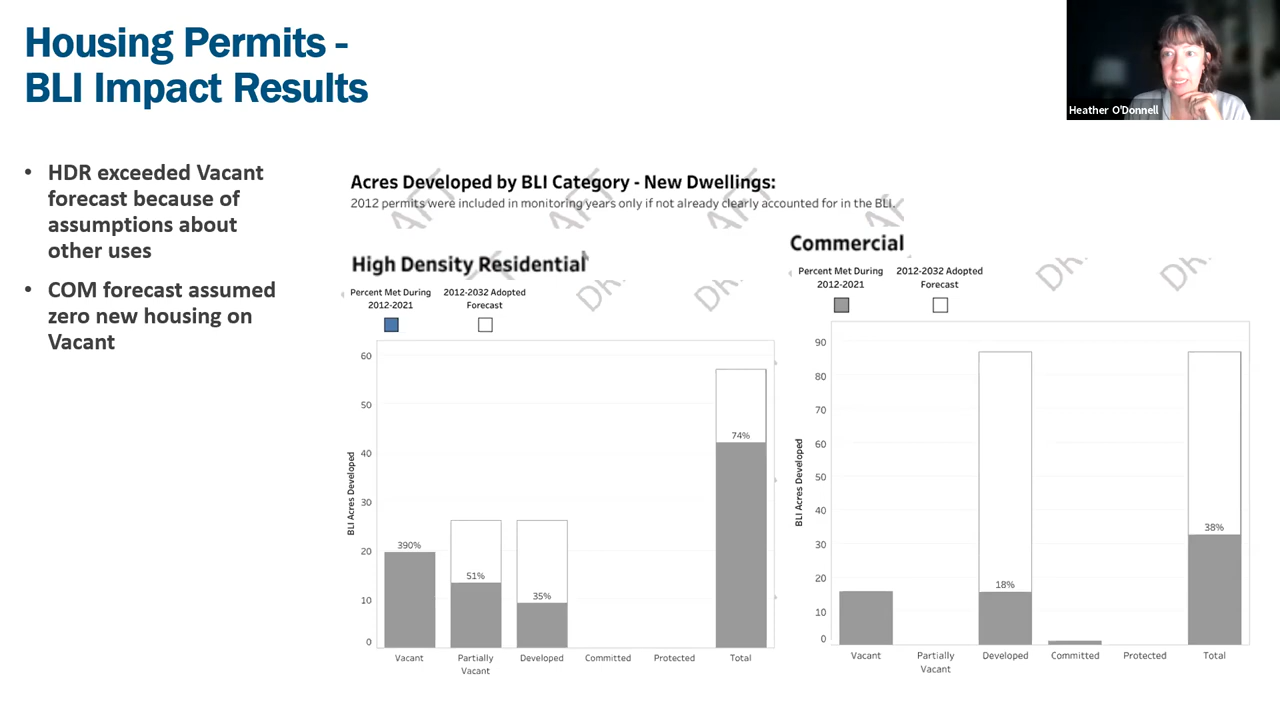 Housing Permits -
BLI Impact Results
Heather O'Donnell
• HDR exceeded Vacant
forecast because of
assumptions about
other uses
• COM forecast assumed
zero new housing on
Vacant
Acres Developed by BLI Category - New Dwellings:
2012 permits were included in monitoring years only if not already clearly accounted for in the BLI.
High Density Residential
Percent Met During
2012-2021
2012-2032 Adopted
Forecast
BLI Acres Developed
60
50
40
30
20
10
0
390%
51%
35%
74%
Vacant
Partially
Vacant
Developed
Committed
Protected
Total
Commercial
Percent Met During
2012-2021
2012-2032 Adopted
Forecast
BLI Acres Developed
90
80
70
60
50
40
30
20
10
0
18%
38%
Vacant
Partially
Vacant
Developed
Committed
Protected
Total